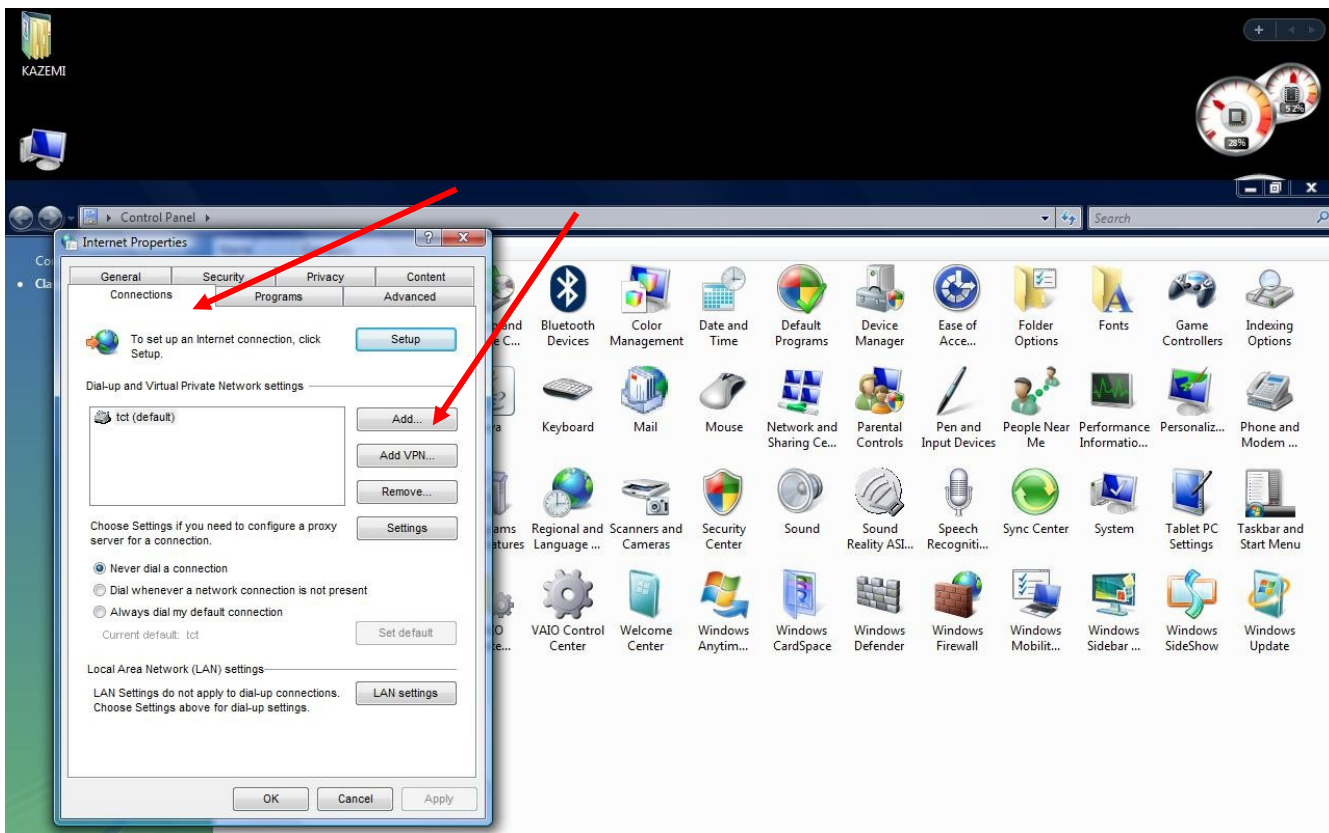 KAZEMI
52%
28%
Control Panel
Search
Internet Properties
General Security Privacy Content
Connections Programs Advanced
To set up an Internet connection, click
Setup.
Setup
Dial-up and Virtual Private Network settings
tct (default)
Add...
Add VPN...
Remove...
Choose Settings if you need to configure a proxy
server for a connection.
Settings
Never dial a connection
Dial whenever a network connection is not present
Always dial my default connection
Current default: tct
Set default
Local Area Network (LAN) settings
LAN Settings do not apply to dial-up connections.
Choose Settings above for dial-up settings.
LAN settings
OK Cancel Apply
Bluetooth
Devices
Color
Management
Date and
Time
Default
Programs
Device
Manager
Ease of
Acce...
Folder
Options
Fonts
Game
Controllers
Indexing
Options
Keyboard
Mail
Mouse
Network and
Sharing Ce...
Parental
Controls
Pen and
Input Devices
People Near
Me
Performance
Informatio...
Personaliz...
Phone and
Modem ...
Regional and
Language ...
Scanners and
Cameras
Security
Center
Sound
Sound
Reality ASI...
Speech
Recogniti...
Sync Center
System
Tablet PC
Settings
Taskbar and
Start Menu
VAIO Control
Center
Welcome
Center
Windows
Anytim...
Windows
CardSpace
Windows
Defender
Windows
Firewall
Windows
Mobilit...
Windows
Sidebar ...
Windows
SideShow
Windows
Update